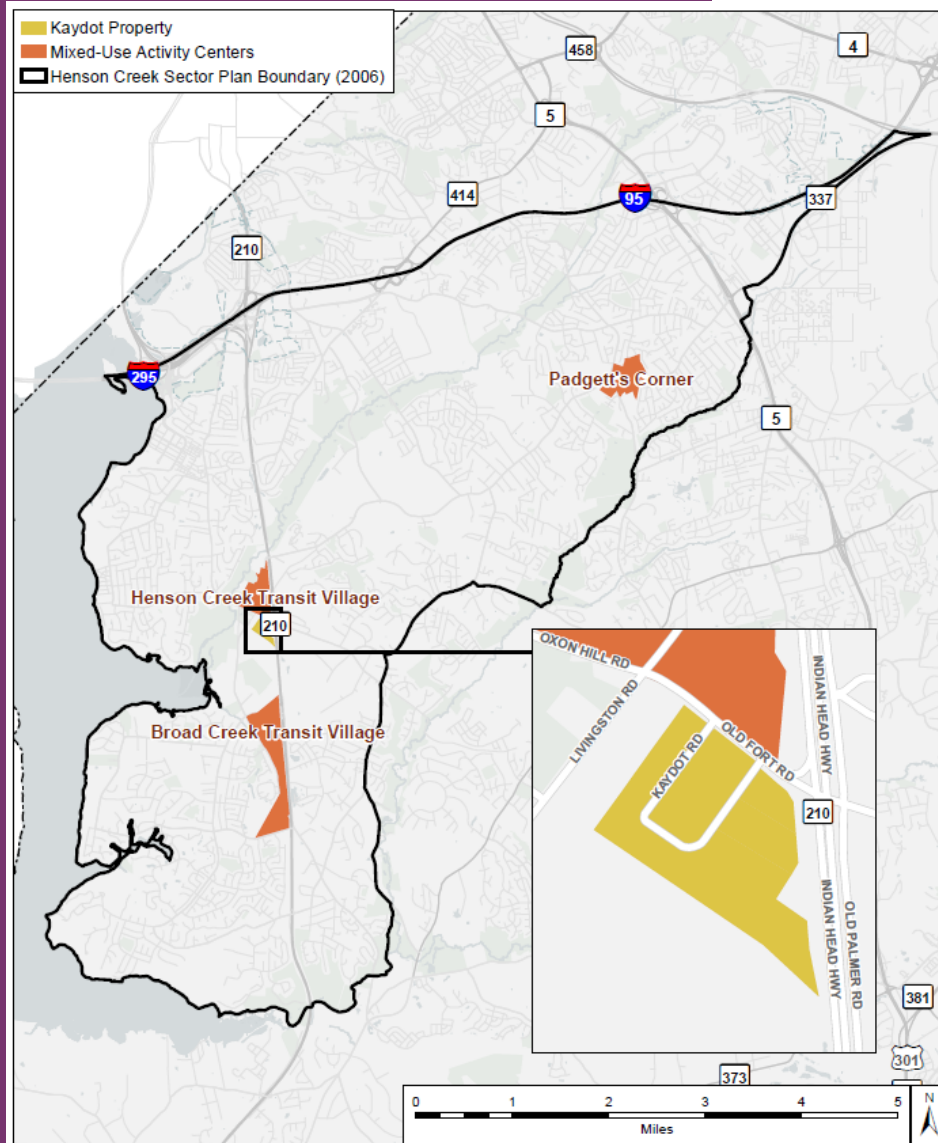 Kaydot Property
Mixed-Use Activity Centers
Henson Creek Sector Plan Boundary (2006)
458
4
5
414
95
337
210
295
Padgett's Corner
5
Henson Creek Transit Village
210
Broad Creek Transit Village
OXON HILL RD
LIVINGSTON RD
KAYDOT RD
OLD FORT RD
INDIAN HEAD HWY
210
INDIAN HEAD HWY
OLD PALMER RD
381
301
373
0 1 2 3 4 5
Miles
N